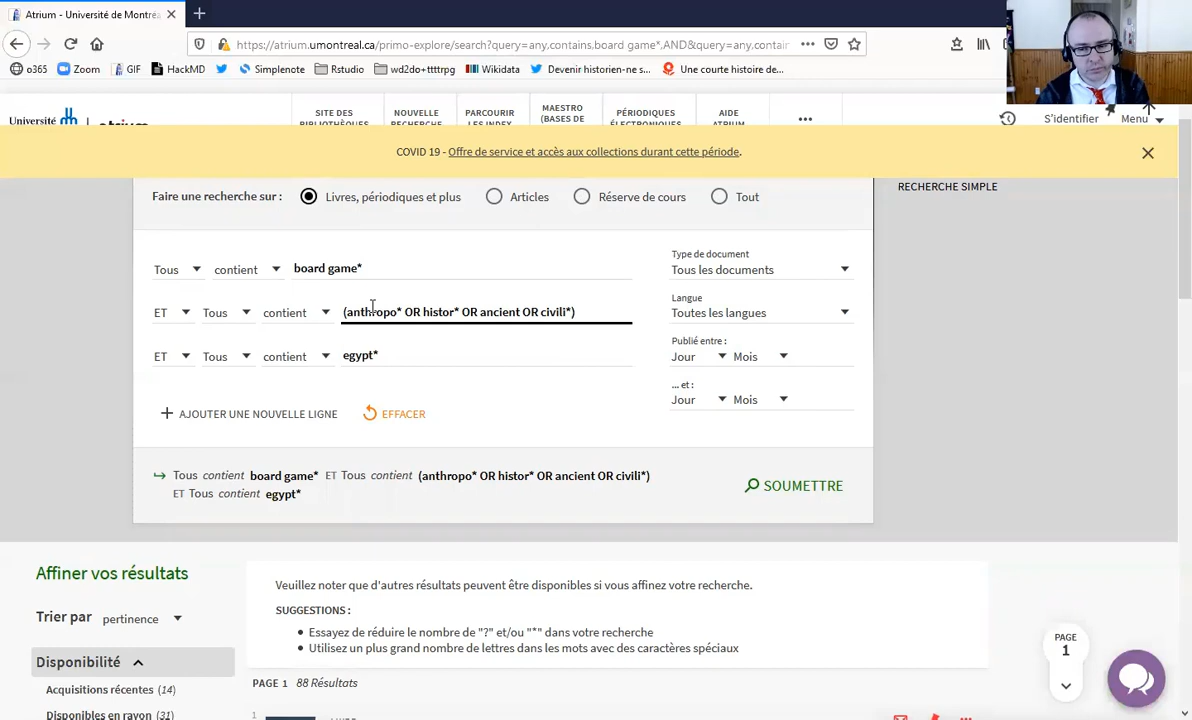 Atrium - Université de Montréa
https://atrium.umontreal.ca/primo-explore/search?query=any,contains,board game*,AND&query=any,contain
o365 Zoom GIF HackMD Simplenote Rstudio wd2do+ttttrpg Wikidata Devenir historien-ne s... Une courte histoire de...
Université
SITE DES
NOUVELLE
PARCOURIR
LES INDEX
MAESTRO
(BASES DE
PÉRIODIQUES
AIDE
S'identifier
Menu
COVID 19 - Offre de service et accès aux collections durant cette période.
RECHERCHE SIMPLE
Faire une recherche sur : Livres, périodiques et plus Articles Réserve de cours Tout
Tous contient board game*
ET Tous contient (anthropo* OR histor* OR ancient OR civili*)
ET Tous contient egypt*
Type de document
Tous les documents
Langue
Toutes les langues
Publié entre :
Jour Mois
... et :
Jour Mois
AJOUTER UNE NOUVELLE LIGNE EFFACER
Tous contient board game* ET Tous contient (anthropo* OR histor* OR ancient OR civili*)
ET Tous contient egypt*
SOUMETTRE
Affiner vos résultats
Trier par pertinence
Disponibilité
Acquisitions récentes (14)
Disponibles en rayon (31)
Veuillez noter que d'autres résultats peuvent être disponibles si vous affinez votre recherche.
SUGGESTIONS :
Essayez de réduire le nombre de "?" et/ou "*" dans votre recherche
Utilisez un plus grand nombre de lettres dans les mots avec des caractères spéciaux
PAGE 1 88 Résultats
1
PAGE
1